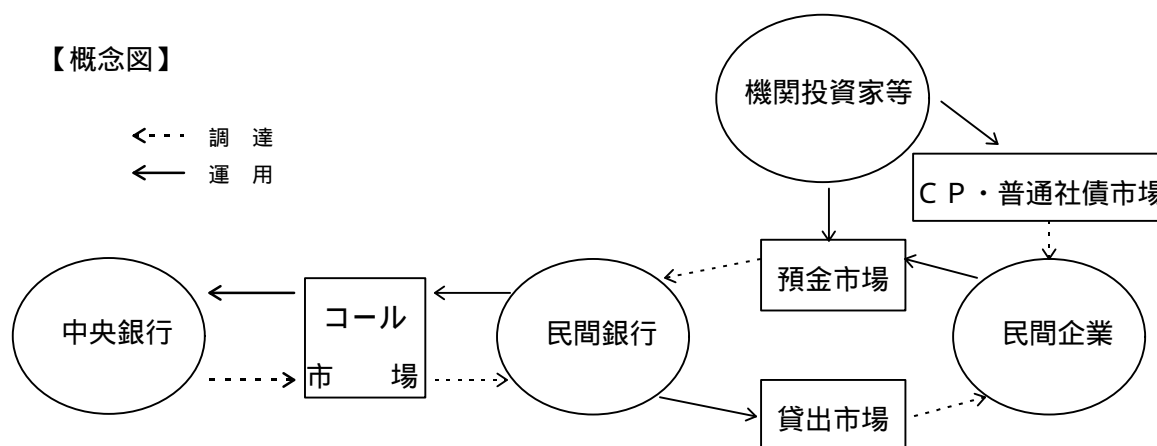 【概念図】
調 達
運 用
機関投資家等
CP・普通社債市場
預金市場
中央銀行
コール
市 場
民間銀行
民間企業
貸出市場